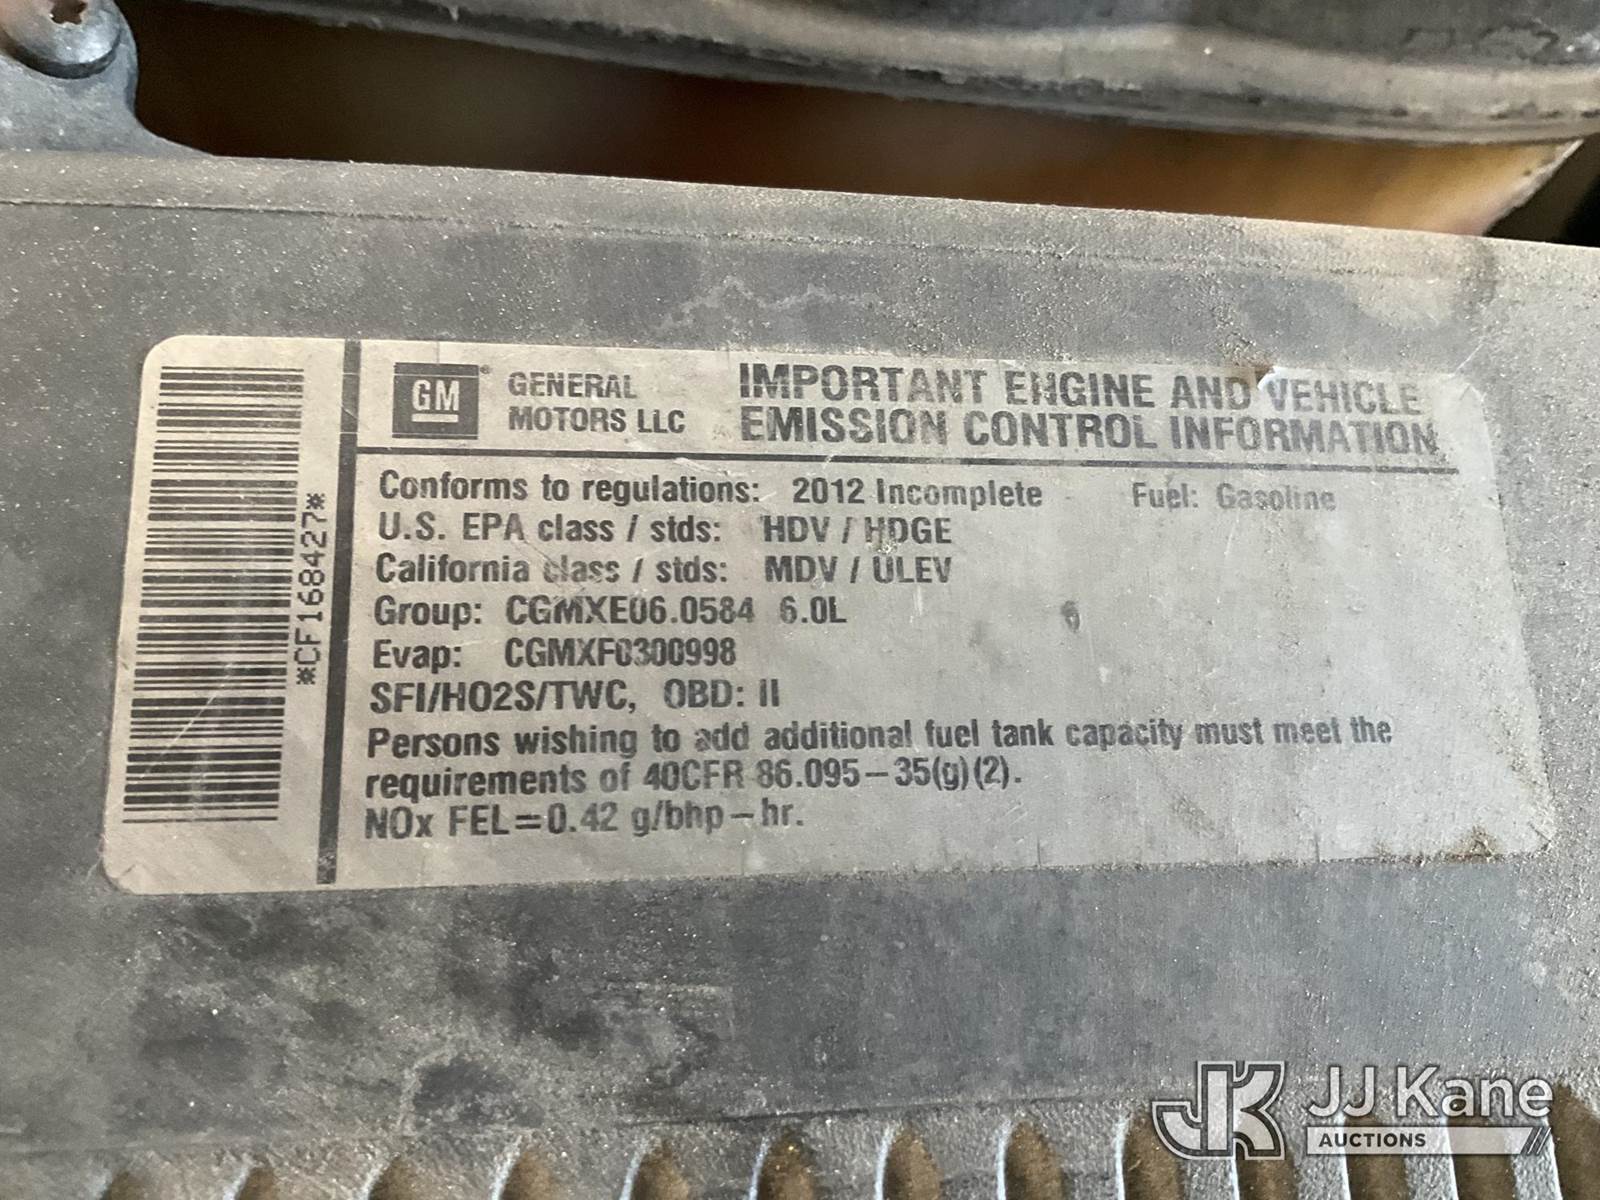 *CF168427*
GM® GENERAL MOTORS LLC
IMPORTANT ENGINE AND VEHICLE
EMISSION CONTROL INFORMATION
Conforms to regulations: 2012 Incomplete Fuel: Gasoline
U.S. EPA class / stds: HDV / HDGE
California class / stds: MDV / ULEV
Group: CGMXE06.0584 6.0L
Evap: CGMXF0300998
SFI/HO2S/TWC, OBD: II
Persons wishing to add additional fuel tank capacity must meet the
requirements of 40CFR 86.095-35(g)(2).
NOx FEL=0.42 g/bhp-hr.
JK JJ Kane
AUCTIONS